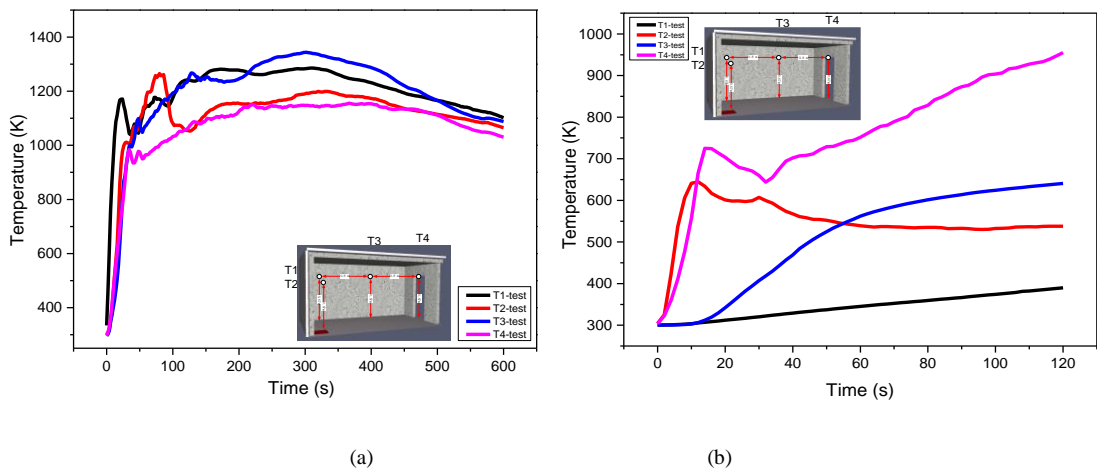 1400
1200
1000
800
600
400
Temperature (K)
0
100
200
300
400
500
600
Time (s)
T3
T4
T1
T2
T1-test
T2-test
T3-test
T4-test
(a)
1000
900
800
700
600
500
400
300
Temperature (K)
0
20
40
60
80
100
120
Time (s)
T1-test
T2-test
T3-test
T4-test
T3
T4
T1
T2
(b)